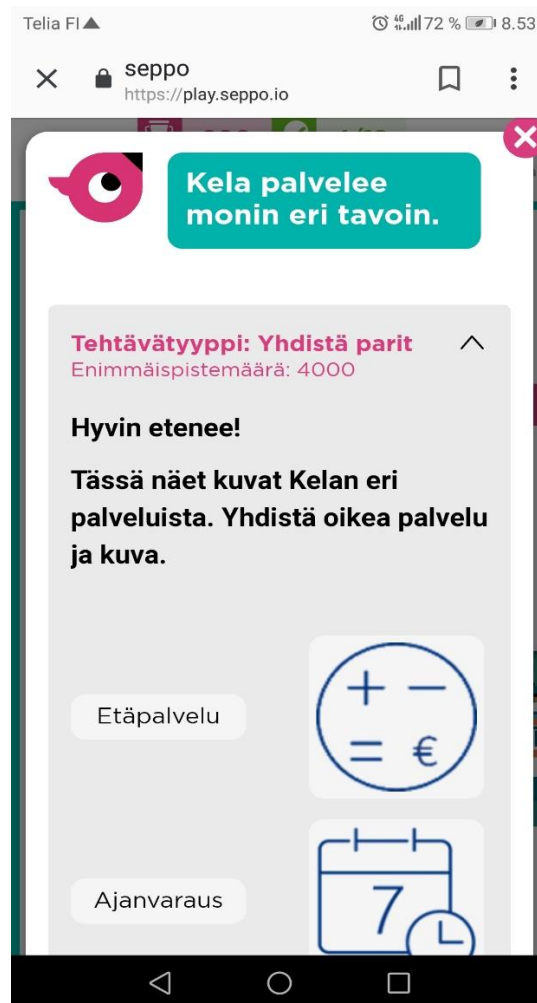 Telia FI
46 72 % 8.53
seppo
https://play.seppo.io
Kela palvelee
monin eri tavoin.
Tehtävätyyppi: Yhdistä parit
Enimmäispistemäärä: 4000
Hyvin etenee!
Tässä näet kuvat Kelan eri
palveluista. Yhdistä oikea palvelu
ja kuva.
Etäpalvelu
+ −
= €
Ajanvaraus
7